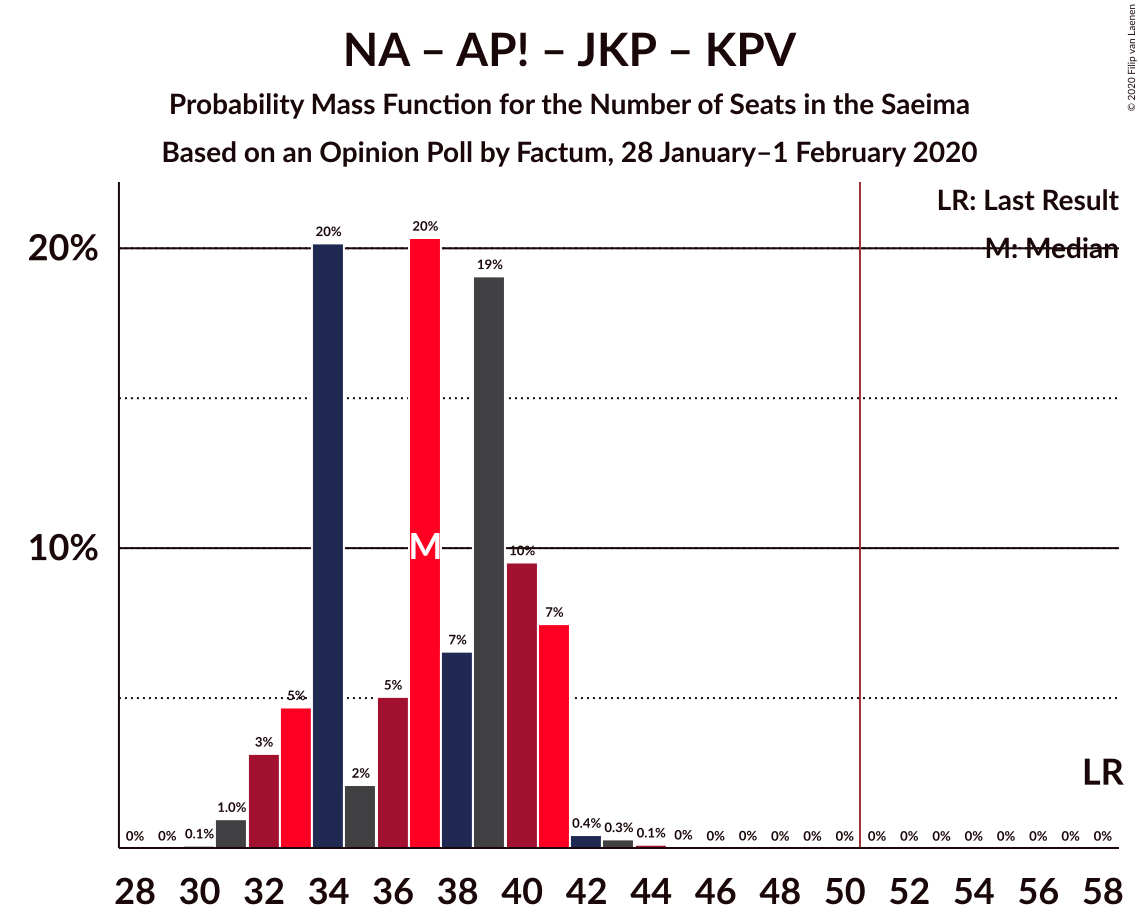 NA – AP! – JKP – KPV
Probability Mass Function for the Number of Seats in the Saeima
Based on an Opinion Poll by Factum, 28 January–1 February 2020
© 2020 Filip van Laenen
LR: Last Result
M: Median
20%
10%
0% 0% 0.1% 1.0% 3% 5% 20% 2% 5% 20% 7% 19% 10% 7% 0.4% 0.3% 0.1% 0% 0% 0% 0% 0% 0% 0% 0% 0% 0% 0% 0% 0% 0%
M
LR
28 30 32 34 36 38 40 42 44 46 48 50 52 54 56 58